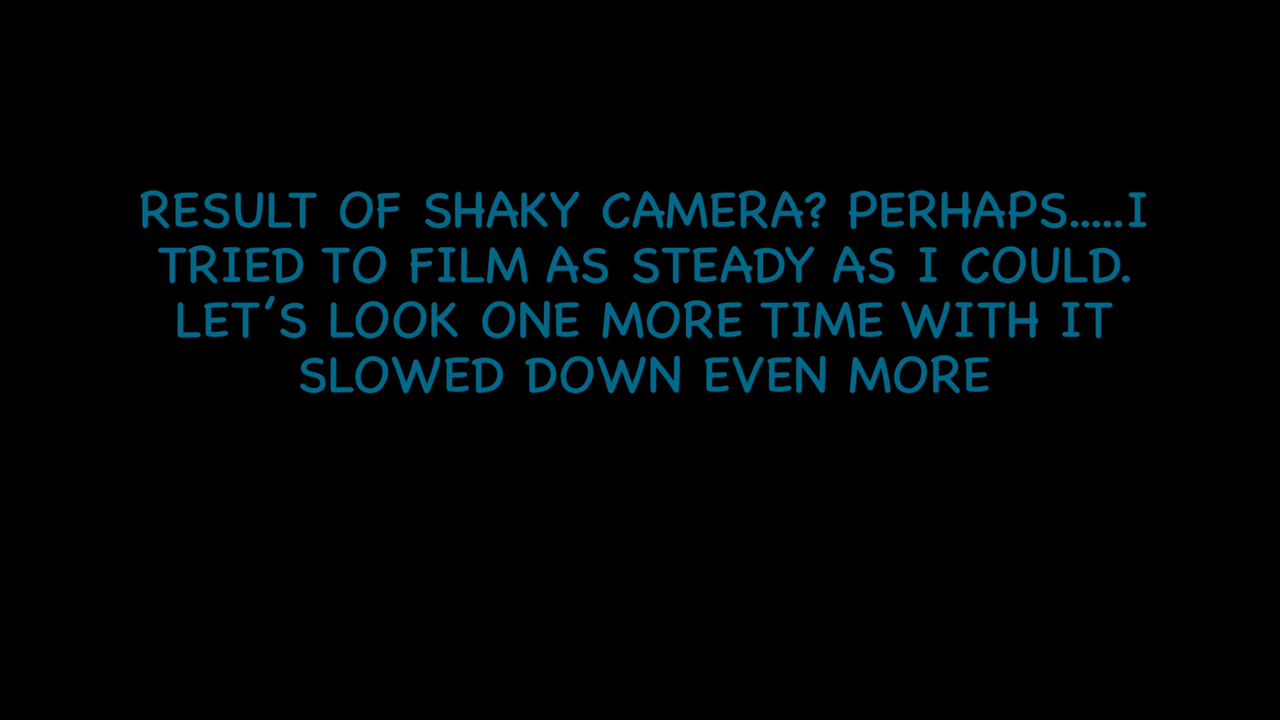 RESULT OF SHAKY CAMERA? PERHAPS.....I
TRIED TO FILM AS STEADY AS I COULD.
LET'S LOOK ONE MORE TIME WITH IT
SLOWED DOWN EVEN MORE